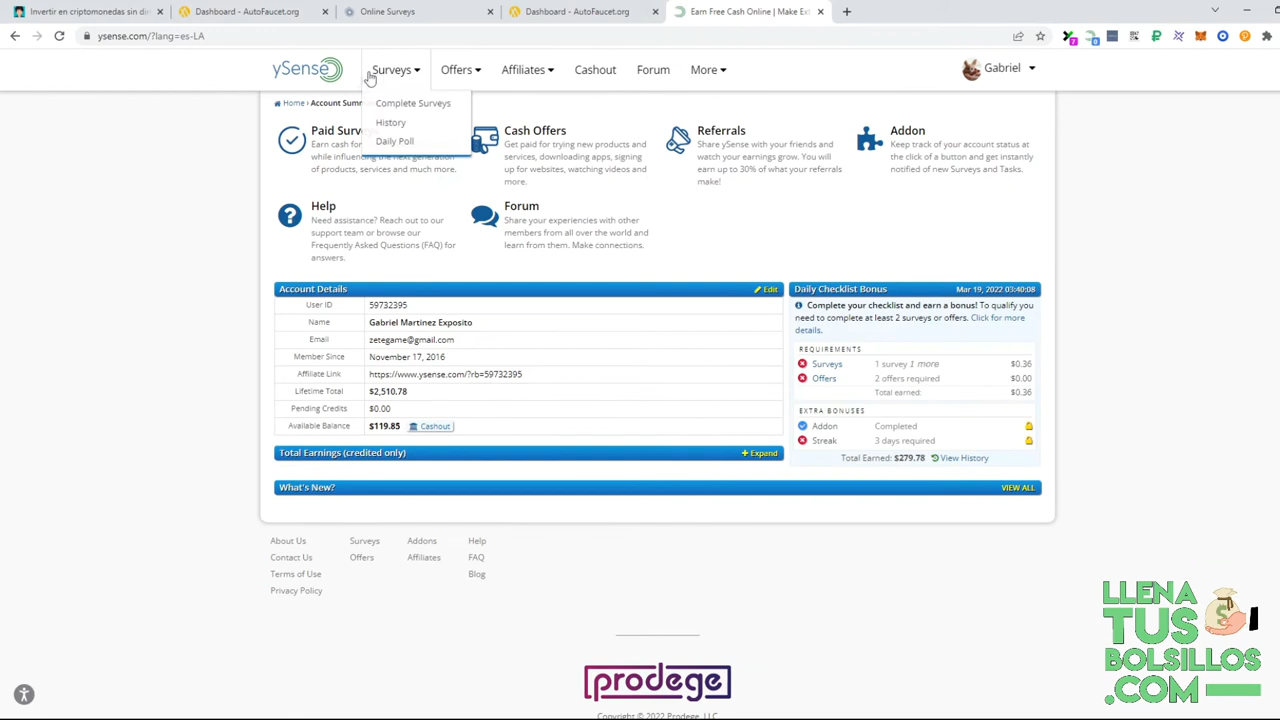 Invertir en criptomonedas sin din
Dashboard - AutoFaucet.org
Online Surveys
Dashboard - AutoFaucet.org
Earn Free Cash Online | Make Ext
ysense.com/?lang=es-LA
ySense
Surveys
Offers
Affiliates
Cashout
Forum
More
Gabriel
Complete Surveys
History
Daily Poll
Home Account Summ
Paid Surve
Earn cash for
while influencing the next generation
of products, services and much more.
Cash Offers
Get paid for trying new products and
services, downloading apps, signing
up for websites, watching videos and
more.
Referrals
Share ySense with your friends and
watch your earnings grow. You will
earn up to 30% of what your referrals
make!
Addon
Keep track of your account status at
the click of a button and get instantly
notified of new Surveys and Tasks.
Help
Need assistance? Reach out to our
support team or browse our
Frequently Asked Questions (FAQ) for
answers.
Forum
Share your experiences with other
members from all over the world and
learn from them. Make connections.
Account Details Edit
User ID 59732395
Name Gabriel Martinez Exposito
Email zetegame@gmail.com
Member Since November 17, 2016
Affiliate Link https://www.ysense.com/?rb=59732395
Lifetime Total $2,510.78
Pending Credits $0.00
Available Balance $119.85 Cashout
Total Earnings (credited only) + Expand
What's New? VIEW ALL
Daily Checklist Bonus Mar 19, 2022 03:40:08
Complete your checklist and earn a bonus! To qualify you
need to complete at least 2 surveys or offers. Click for more
details.
REQUIREMENTS
Surveys 1 survey 1 more $0.36
Offers 2 offers required $0.00
Total earned: $0.36
EXTRA BONUSES
Addon Completed
Streak 3 days required
Total Earned: $279.78 View History
About Us Surveys Addons Help
Contact Us Offers Affiliates FAQ
Terms of Use Blog
Privacy Policy
prodege
Copyright © 2022 Prodege, LLC
LLENA
TUS
BOLSILLOS
.COM